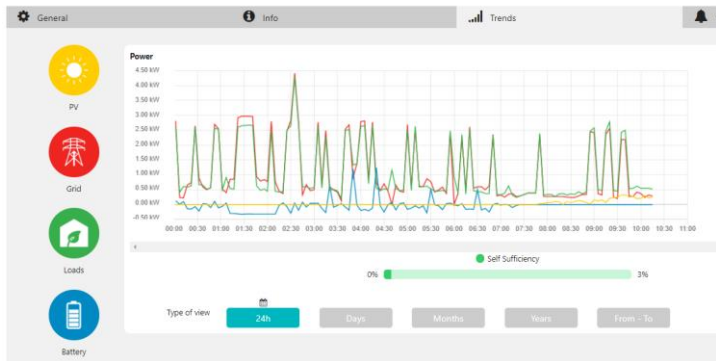 General
Info
Trends
PV
Grid
Loads
Battery
Power
4.50 kW
4.00 kW
3.50 kW
3.00 kW
2.50 kW
2.00 kW
1.50 kW
1.00 kW
0.50 kW
0.00 kW
-0.50 kW
00:00 00:30 01:00 01:30 02:00 02:30 03:00 03:30 04:00 04:30 05:00 05:30 06:00 06:30 07:00 07:30 08:00 08:30 09:00 09:30 10:00 10:30 11:00
Self Sufficiency
0% 3%
Type of view 24h Days Months Years From - To